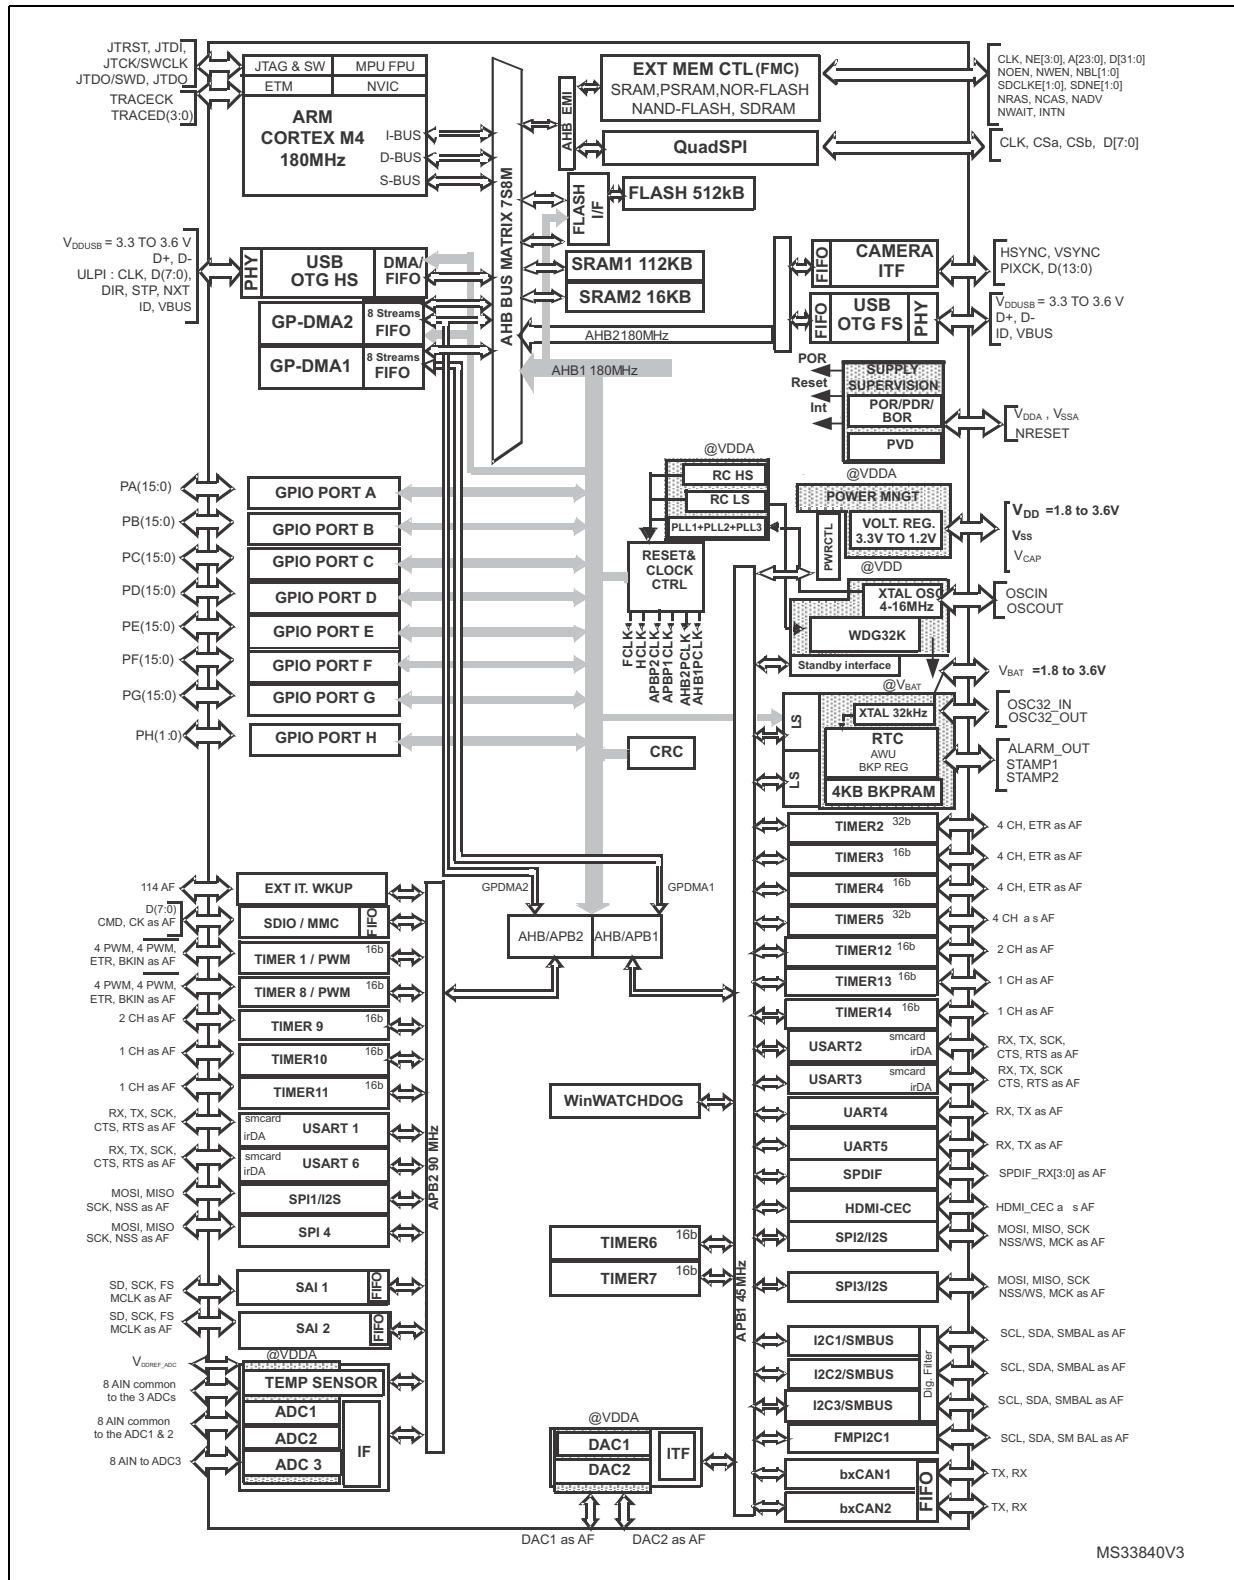 JTRST, JTDI,
JTCK/SWCLK
JTDO/SWD, JTDO
TRACECK
TRACED(3:0)
JTAG & SW
MPU FPU
ETM
NVIC
ARM
CORTEX M4
180MHz
I-BUS
D-BUS
S-BUS
AHB BUS MATRIX 7S8M
AHB EMI
EXT MEM CTL (FMC)
SRAM,PSRAM,NOR-FLASH
NAND-FLASH, SDRAM
CLK, NE[3:0], A[23:0], D[31:0]
NOEN, NWEN, NBL[1:0]
SDCLKE[1:0], SDNE[1:0]
NRAS, NCAS, NADV
NWAIT, INTN
QuadSPI
CLK, CSa, CSb, D[7:0]
FLASH I/F
FLASH 512kB
SRAM1 112KB
SRAM2 16KB
VDDUSB = 3.3 TO 3.6 V
D+, D-
ULPI : CLK, D(7:0),
DIR, STP, NXT
ID, VBUS
PHY
USB
OTG HS
DMA/
FIFO
GP-DMA2
8 Streams
FIFO
GP-DMA1
8 Streams
FIFO
AHB2180MHz
AHB1 180MHz
FIFO
CAMERA
ITF
HSYNC, VSYNC
PIXCK, D(13:0)
FIFO
USB
OTG FS
PHY
VDDUSB = 3.3 TO 3.6 V
D+, D-
ID, VBUS
POR
Reset
Int
SUPPLY
SUPERVISION
POR/PDR/
BOR
PVD
VDDA , VSSA
NRESET
@VDDA
RC HS
RC LS
PLL1+PLL2+PLL3
RESET&
CLOCK
CTRL
FCLK
HCLK
APBP2CLK
APBP1CLK
AHB2PCLK
AHB1PCLK
@VDDA
POWER MNGT
VOLT. REG.
3.3V TO 1.2V
PWRCTL
VDD =1.8 to 3.6V
Vss
VCAP
@VDD
XTAL OSC
4-16MHz
WDG32K
Standby interface
OSCIN
OSCOUT
VBAT =1.8 to 3.6V
@VBAT
XTAL 32kHz
RTC
AWU
BKP REG
4KB BKPRAM
LS
LS
OSC32_IN
OSC32_OUT
ALARM_OUT
STAMP1
STAMP2
PA(15:0)
GPIO PORT A
PB(15:0)
GPIO PORT B
PC(15:0)
GPIO PORT C
PD(15:0)
GPIO PORT D
PE(15:0)
GPIO PORT E
PF(15:0)
GPIO PORT F
PG(15:0)
GPIO PORT G
PH(1:0)
GPIO PORT H
CRC
GPDMA2
GPDMA1
AHB/APB2
AHB/APB1
114 AF
EXT IT. WKUP
D(7:0)
CMD, CK as AF
SDIO / MMC
FIFO
4 PWM, 4 PWM,
ETR, BKIN as AF
TIMER 1 / PWM
16b
4 PWM, 4 PWM,
ETR, BKIN as AF
TIMER 8 / PWM
16b
2 CH as AF
TIMER 9
16b
1 CH as AF
TIMER10
16b
1 CH as AF
TIMER11
16b
RX, TX, SCK,
CTS, RTS as AF
smcard
irDA
USART 1
RX, TX, SCK,
CTS, RTS as AF
smcard
irDA
USART 6
MOSI, MISO
SCK, NSS as AF
SPI1/I2S
MOSI, MISO
SCK, NSS as AF
SPI 4
SD, SCK, FS
MCLK as AF
SAI 1
FIFO
SD, SCK, FS
MCLK as AF
SAI 2
FIFO
APB2 90 MHz
@VDDA
VDDREF_ADC
8 AIN common
to the 3 ADCs
8 AIN common
to the ADC1 & 2
8 AIN to ADC3
TEMP SENSOR
ADC1
ADC2
ADC 3
IF
WinWATCHDOG
TIMER6
16b
TIMER7
16b
@VDDA
DAC1
DAC2
ITF
DAC1 as AF
DAC2 as AF
APB1 45MHz
TIMER2
32b
4 CH, ETR as AF
TIMER3
16b
4 CH, ETR as AF
TIMER4
16b
4 CH, ETR as AF
TIMER5
32b
4 CH a s AF
TIMER12
16b
2 CH as AF
TIMER13
16b
1 CH as AF
TIMER14
16b
1 CH as AF
USART2
smcard
irDA
RX, TX, SCK,
CTS, RTS as AF
USART3
smcard
irDA
RX, TX, SCK
CTS, RTS as AF
UART4
RX, TX as AF
UART5
RX, TX as AF
SPDIF
SPDIF_RX[3:0] as AF
HDMI-CEC
HDMI_CEC a s AF
SPI2/I2S
MOSI, MISO, SCK
NSS/WS, MCK as AF
SPI3/I2S
MOSI, MISO, SCK
NSS/WS, MCK as AF
I2C1/SMBUS
SCL, SDA, SMBAL as AF
I2C2/SMBUS
SCL, SDA, SMBAL as AF
I2C3/SMBUS
SCL, SDA, SMBAL as AF
Dig. Filter
FMPI2C1
SCL, SDA, SM BAL as AF
bxCAN1
TX, RX
bxCAN2
TX, RX
FIFO
MS33840V3